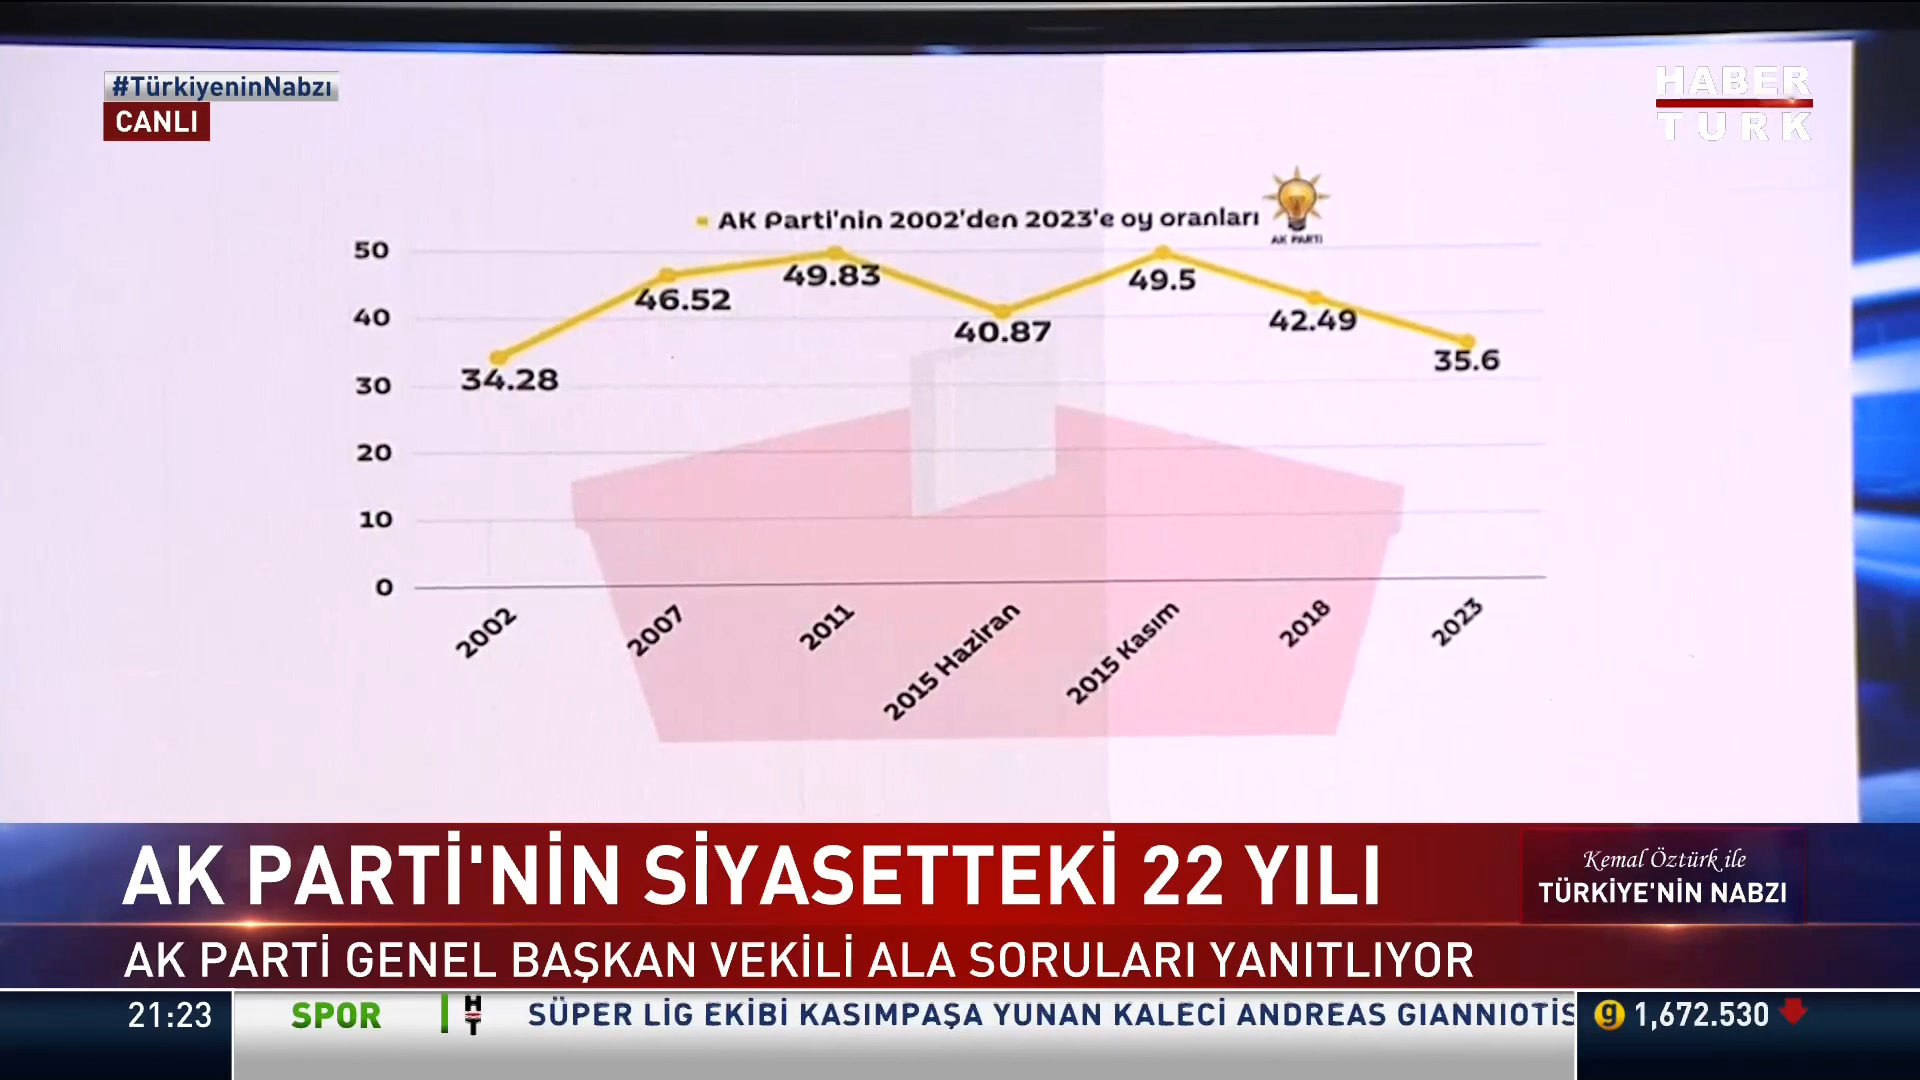 #TürkiyeninNabzı
CANLI
HABER
TÜRK
AK Parti'nin 2002'den 2023'e oy oranları
AK PARTİ
50
40
30
20
10
0
34.28
46.52
49.83
40.87
49.5
42.49
35.6
2002
2007
2011
2015 Haziran
2015 Kasım
2018
2023
AK PARTİ'NİN SİYASETTEKİ 22 YILI
Kemal Öztürk ile
TÜRKİYE'NİN NABZI
AK PARTİ GENEL BAŞKAN VEKİLİ ALA SORULARI YANITLIYOR
21:23
SPOR
HT
SÜPER LİG EKİBİ KASIMPAŞA YUNAN KALECİ ANDREAS GIANNIOTIS
g 1,672.530